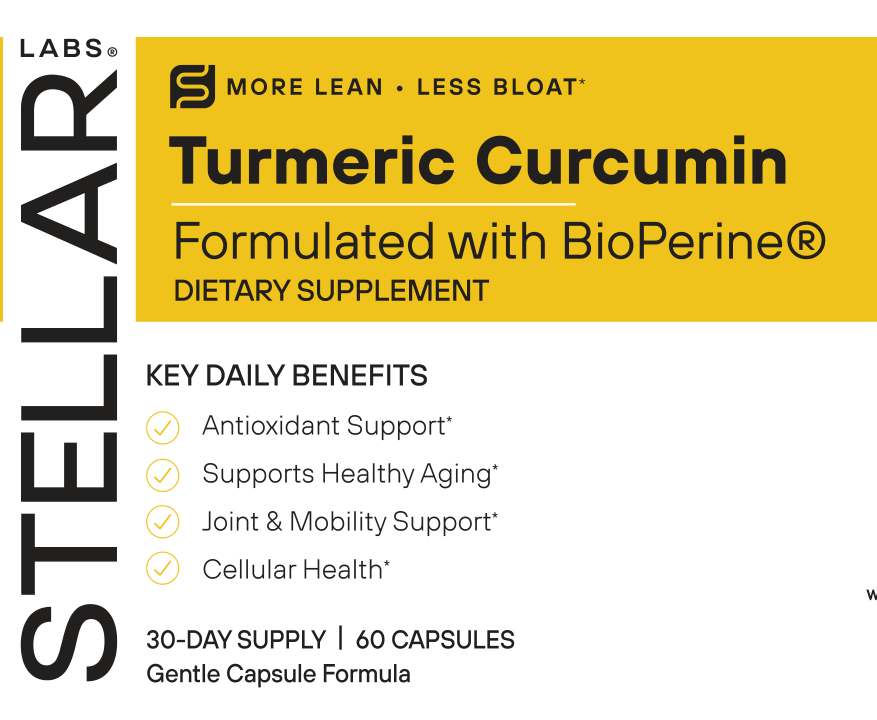 LABS®
STELLAR
MORE LEAN • LESS BLOAT*
Turmeric Curcumin
Formulated with BioPerine®
DIETARY SUPPLEMENT
KEY DAILY BENEFITS
Antioxidant Support*
Supports Healthy Aging*
Joint & Mobility Support*
Cellular Health*
30-DAY SUPPLY | 60 CAPSULES
Gentle Capsule Formula